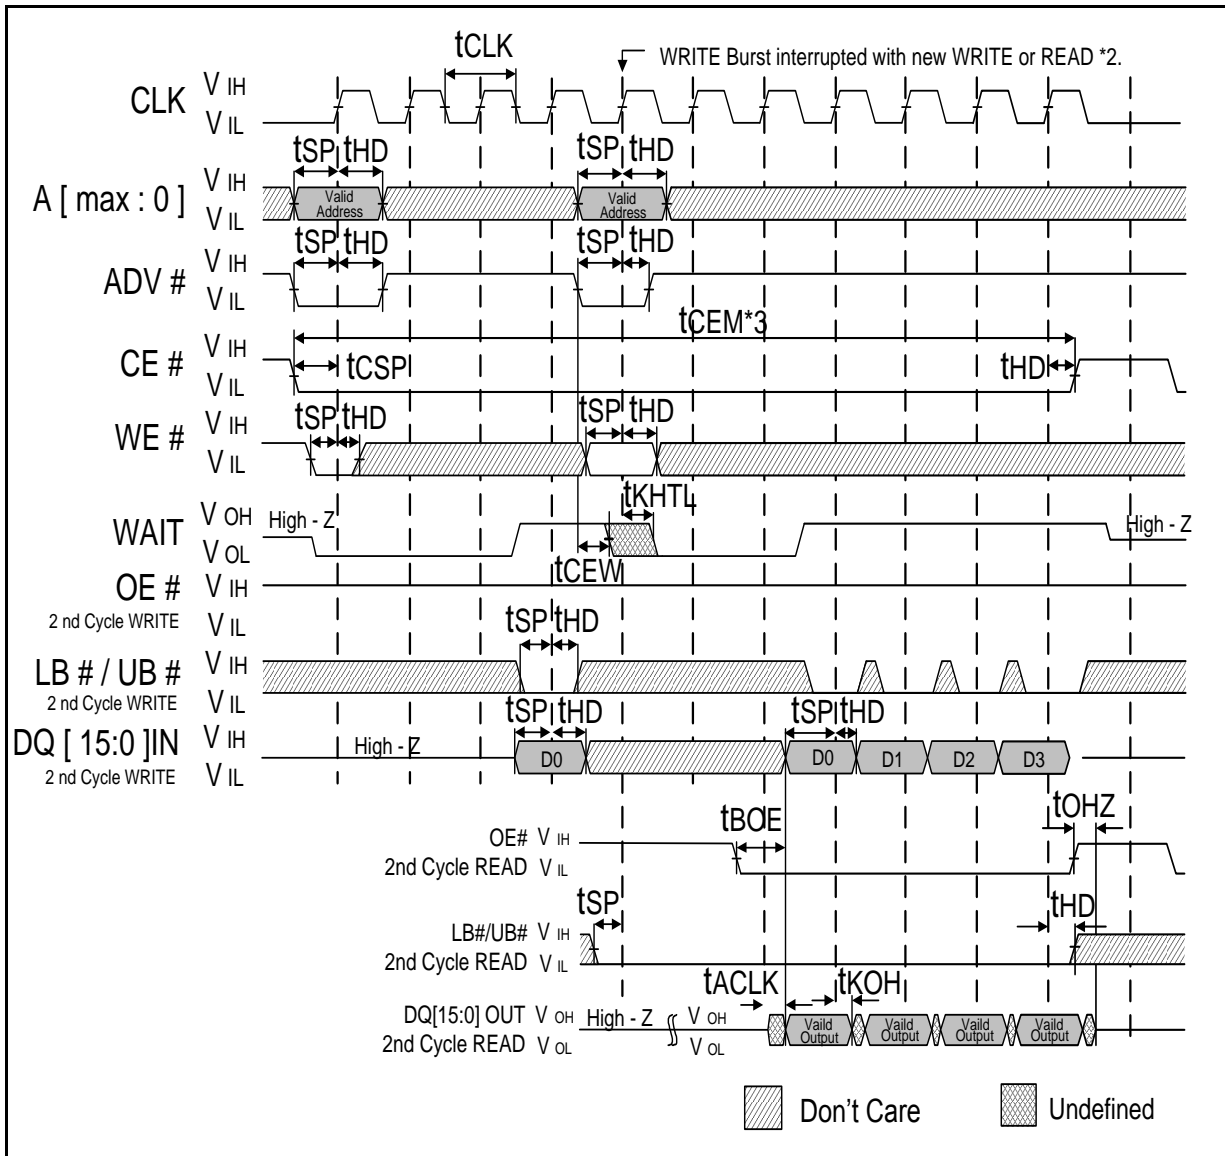 tCLK
WRITE Burst interrupted with new WRITE or READ *2.
CLK V IH
V IL
tSP tHD tSP tHD
A [ max : 0 ] V IH
V IL
Valid Address Valid Address
tSP tHD tSP tHD
ADV # V IH
V IL
tCEM*3
CE # V IH
V IL
tCSP tHD
tSP tHD tSP tHD
WE # V IH
V IL
tKHTL
WAIT V OH
V OL
High - Z High - Z
tCEW
OE # V IH
2 nd Cycle WRITE V IL
tSP tHD
LB # / UB # V IH
2 nd Cycle WRITE V IL
tSP tHD tSP tHD
DQ [ 15:0 ]IN V IH
2 nd Cycle WRITE V IL
High - Z D0 D0 D1 D2 D3
tBOE tOHZ
OE# V IH
2nd Cycle READ V IL
tSP tHD
LB#/UB# V IH
2nd Cycle READ V IL
tACLK tKOH
DQ[15:0] OUT V OH High - Z V OH
2nd Cycle READ V OL V OL
Vaild Output Vaild Output Vaild Output Vaild Output
Don't Care Undefined